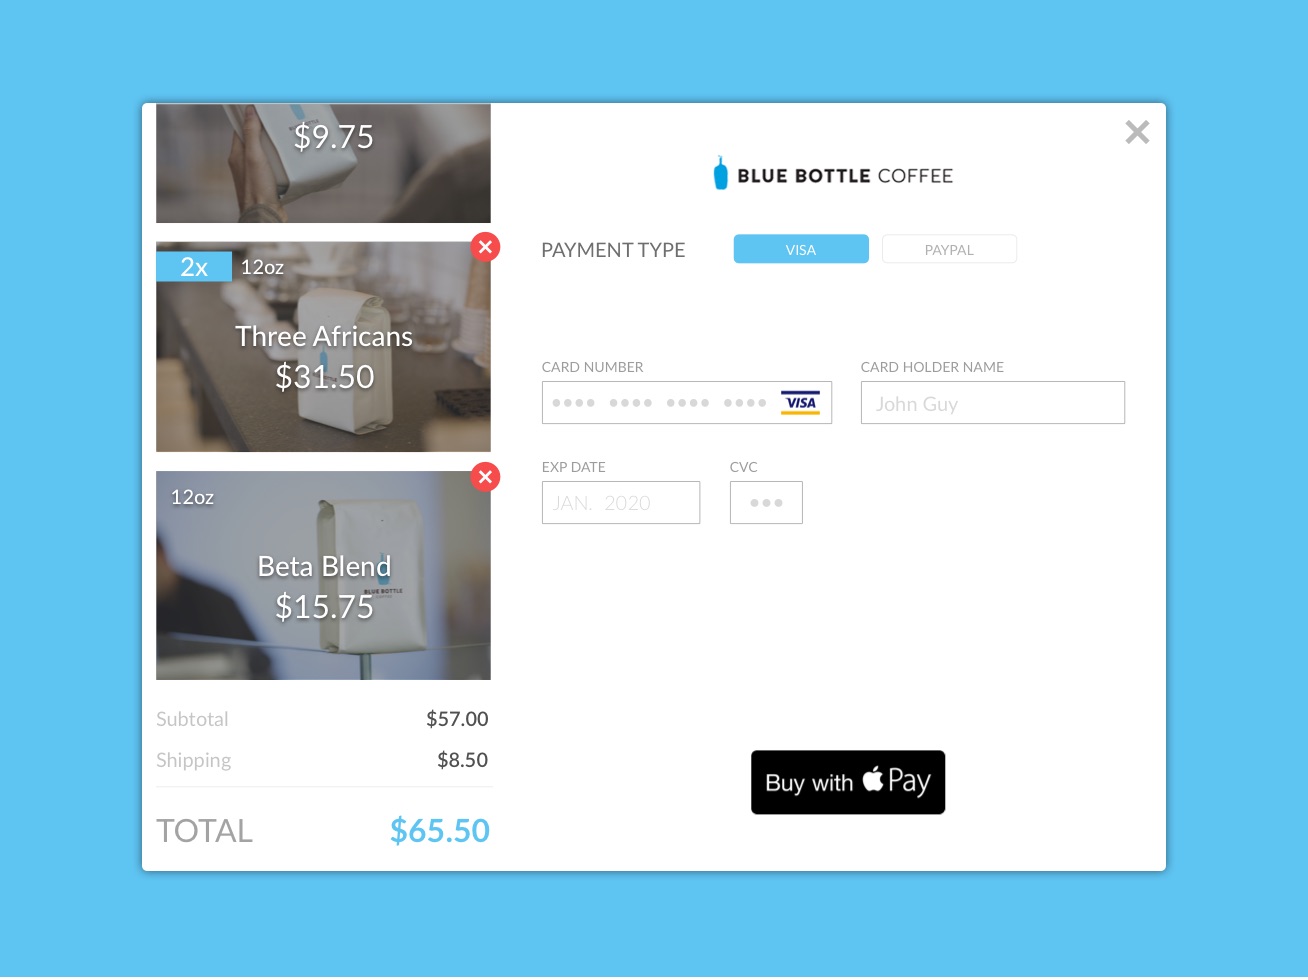 $9.75
2x 12oz
Three Africans
$31.50
12oz
Beta Blend
BLUE BOTTLE
$15.75
Subtotal $57.00
Shipping $8.50
TOTAL $65.50
BLUE BOTTLE COFFEE
PAYMENT TYPE VISA PAYPAL
CARD NUMBER CARD HOLDER NAME
VISA John Guy
EXP DATE CVC
JAN. 2020
Buy with Pay